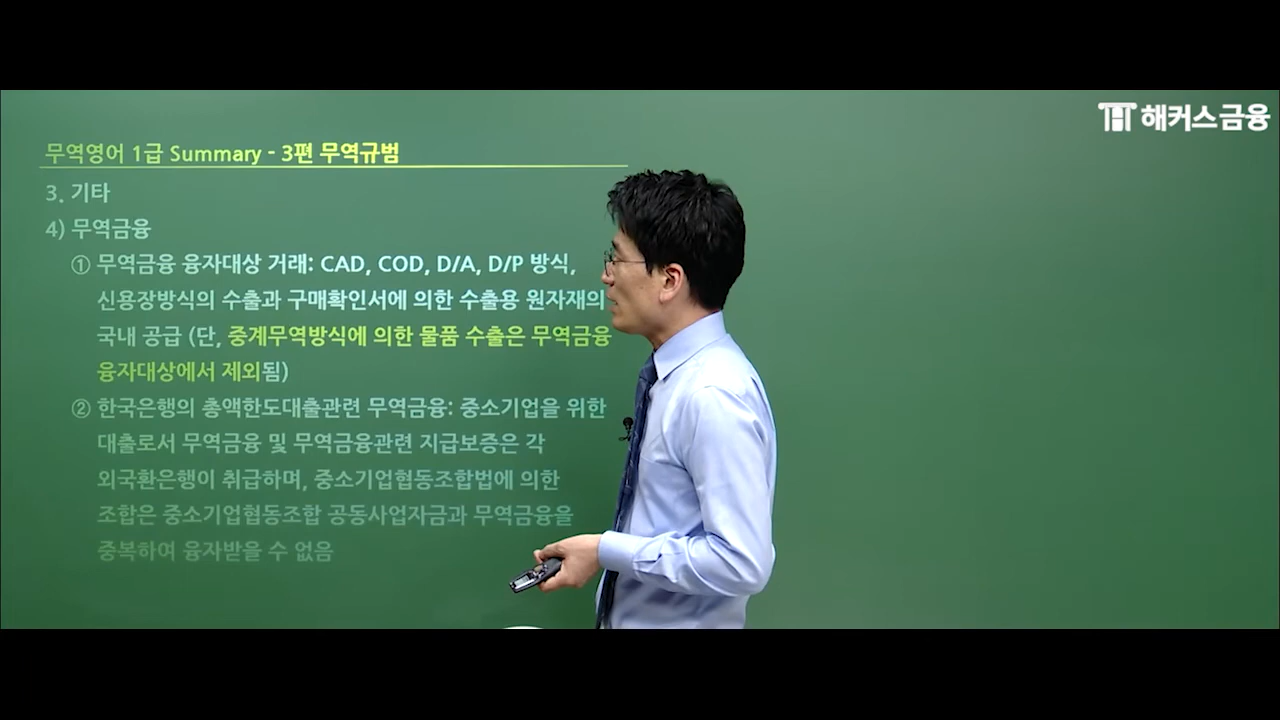 해커스금융
무역영어 1급 Summary - 3편 무역규범
3. 기타
4) 무역금융
① 무역금융 융자대상 거래: CAD, COD, D/A, D/P 방식,
신용장방식의 수출과 구매확인서에 의한 수출용 원자재의
국내 공급 (단, 중계무역방식에 의한 물품 수출은 무역금융
융자대상에서 제외됨)
② 한국은행의 총액한도대출관련 무역금융: 중소기업을 위한
대출로서 무역금융 및 무역금융관련 지급보증은 각
외국환은행이 취급하며, 중소기업협동조합법에 의한
조합은 중소기업협동조합 공동사업자금과 무역금융을
중복하여 융자받을 수 없음